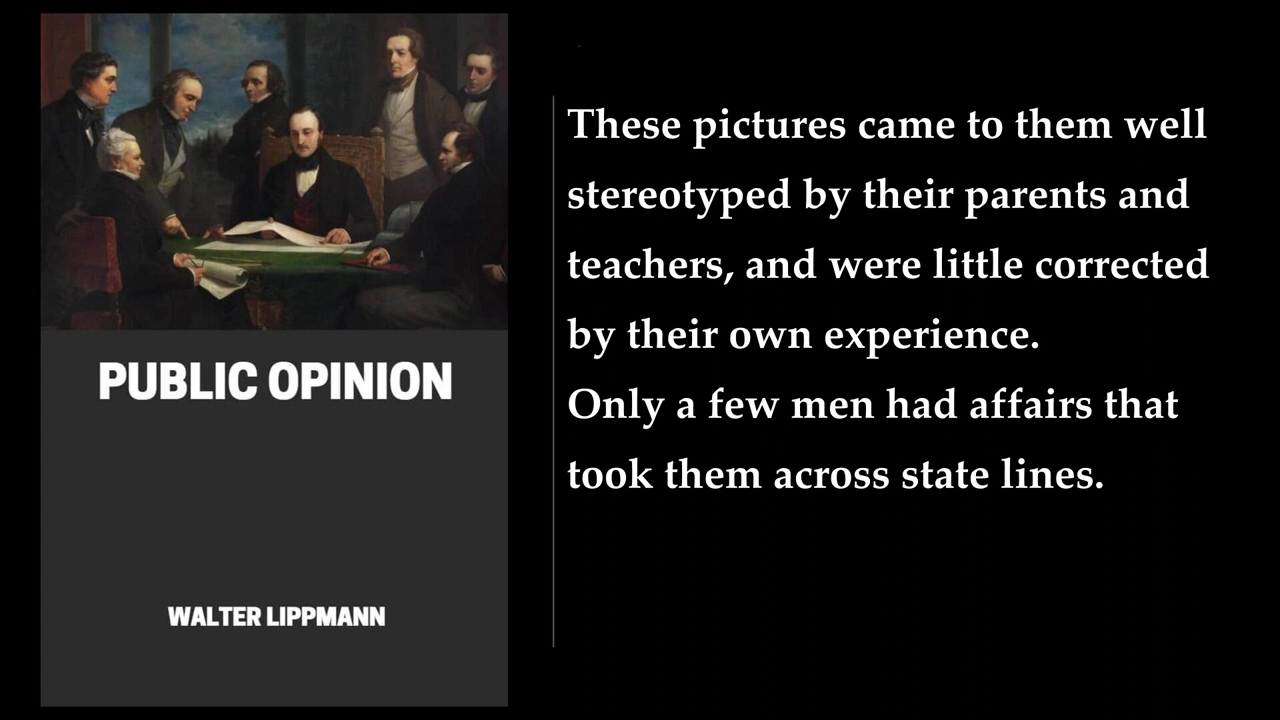 PUBLIC OPINION
WALTER LIPPMANN
These pictures came to them well
stereotyped by their parents and
teachers, and were little corrected
by their own experience.
Only a few men had affairs that
took them across state lines.